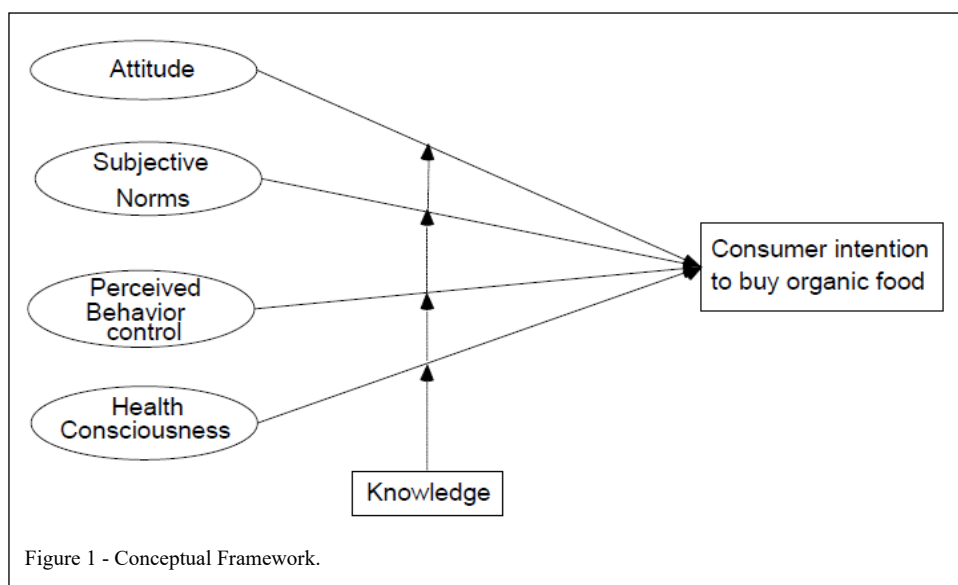 Attitude
Subjective
Norms
Perceived
Behavior
control
Health
Consciousness
Knowledge
Consumer intention
to buy organic food
Figure 1 - Conceptual Framework.